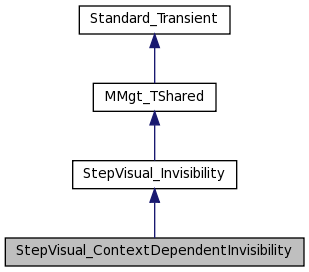 Standard_Transient
MMgt_TShared
StepVisual_Invisibility
StepVisual_ContextDependentInvisibility